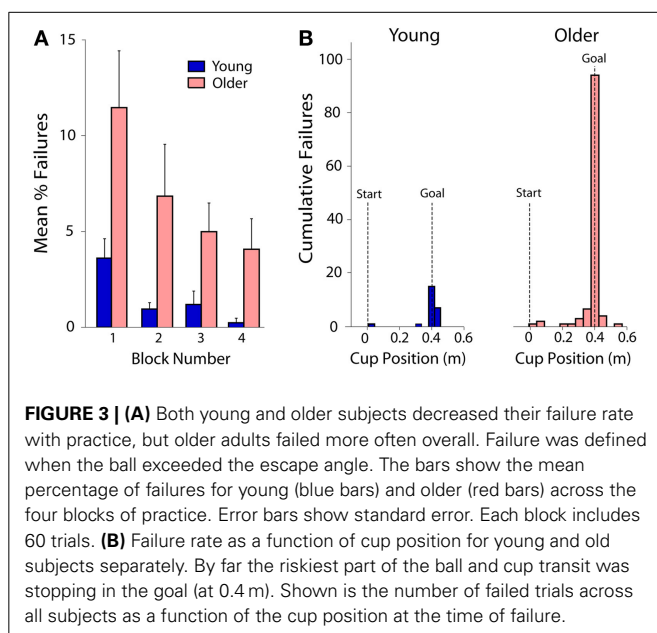 A
15
10
5
0
Mean % Failures
Young
Older
1 2 3 4
Block Number
B
Young Older
100
80
60
40
20
0
Cumulative Failures
Start
Goal
Start
Goal
0 0.2 0.4 0.6
0 0.2 0.4 0.6
Cup Position (m) Cup Position (m)
FIGURE 3 | (A) Both young and older subjects decreased their failure rate
with practice, but older adults failed more often overall. Failure was defined
when the ball exceeded the escape angle. The bars show the mean
percentage of failures for young (blue bars) and older (red bars) across the
four blocks of practice. Error bars show standard error. Each block includes
60 trials. (B) Failure rate as a function of cup position for young and old
subjects separately. By far the riskiest part of the ball and cup transit was
stopping in the goal (at 0.4 m). Shown is the number of failed trials across
all subjects as a function of the cup position at the time of failure.